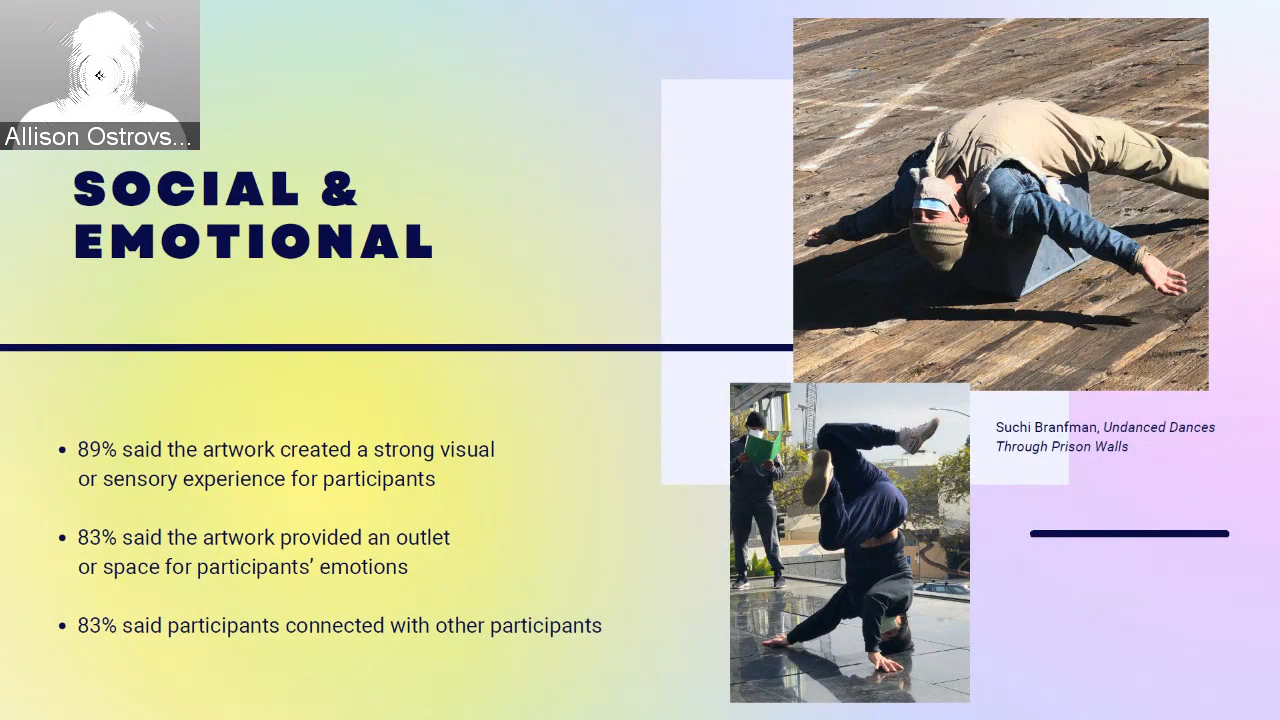 Allison Ostrovs...
SOCIAL &
EMOTIONAL
• 89% said the artwork created a strong visual
or sensory experience for participants
• 83% said the artwork provided an outlet
or space for participants’ emotions
• 83% said participants connected with other participants
Suchi Branfman, Undanced Dances
Through Prison Walls